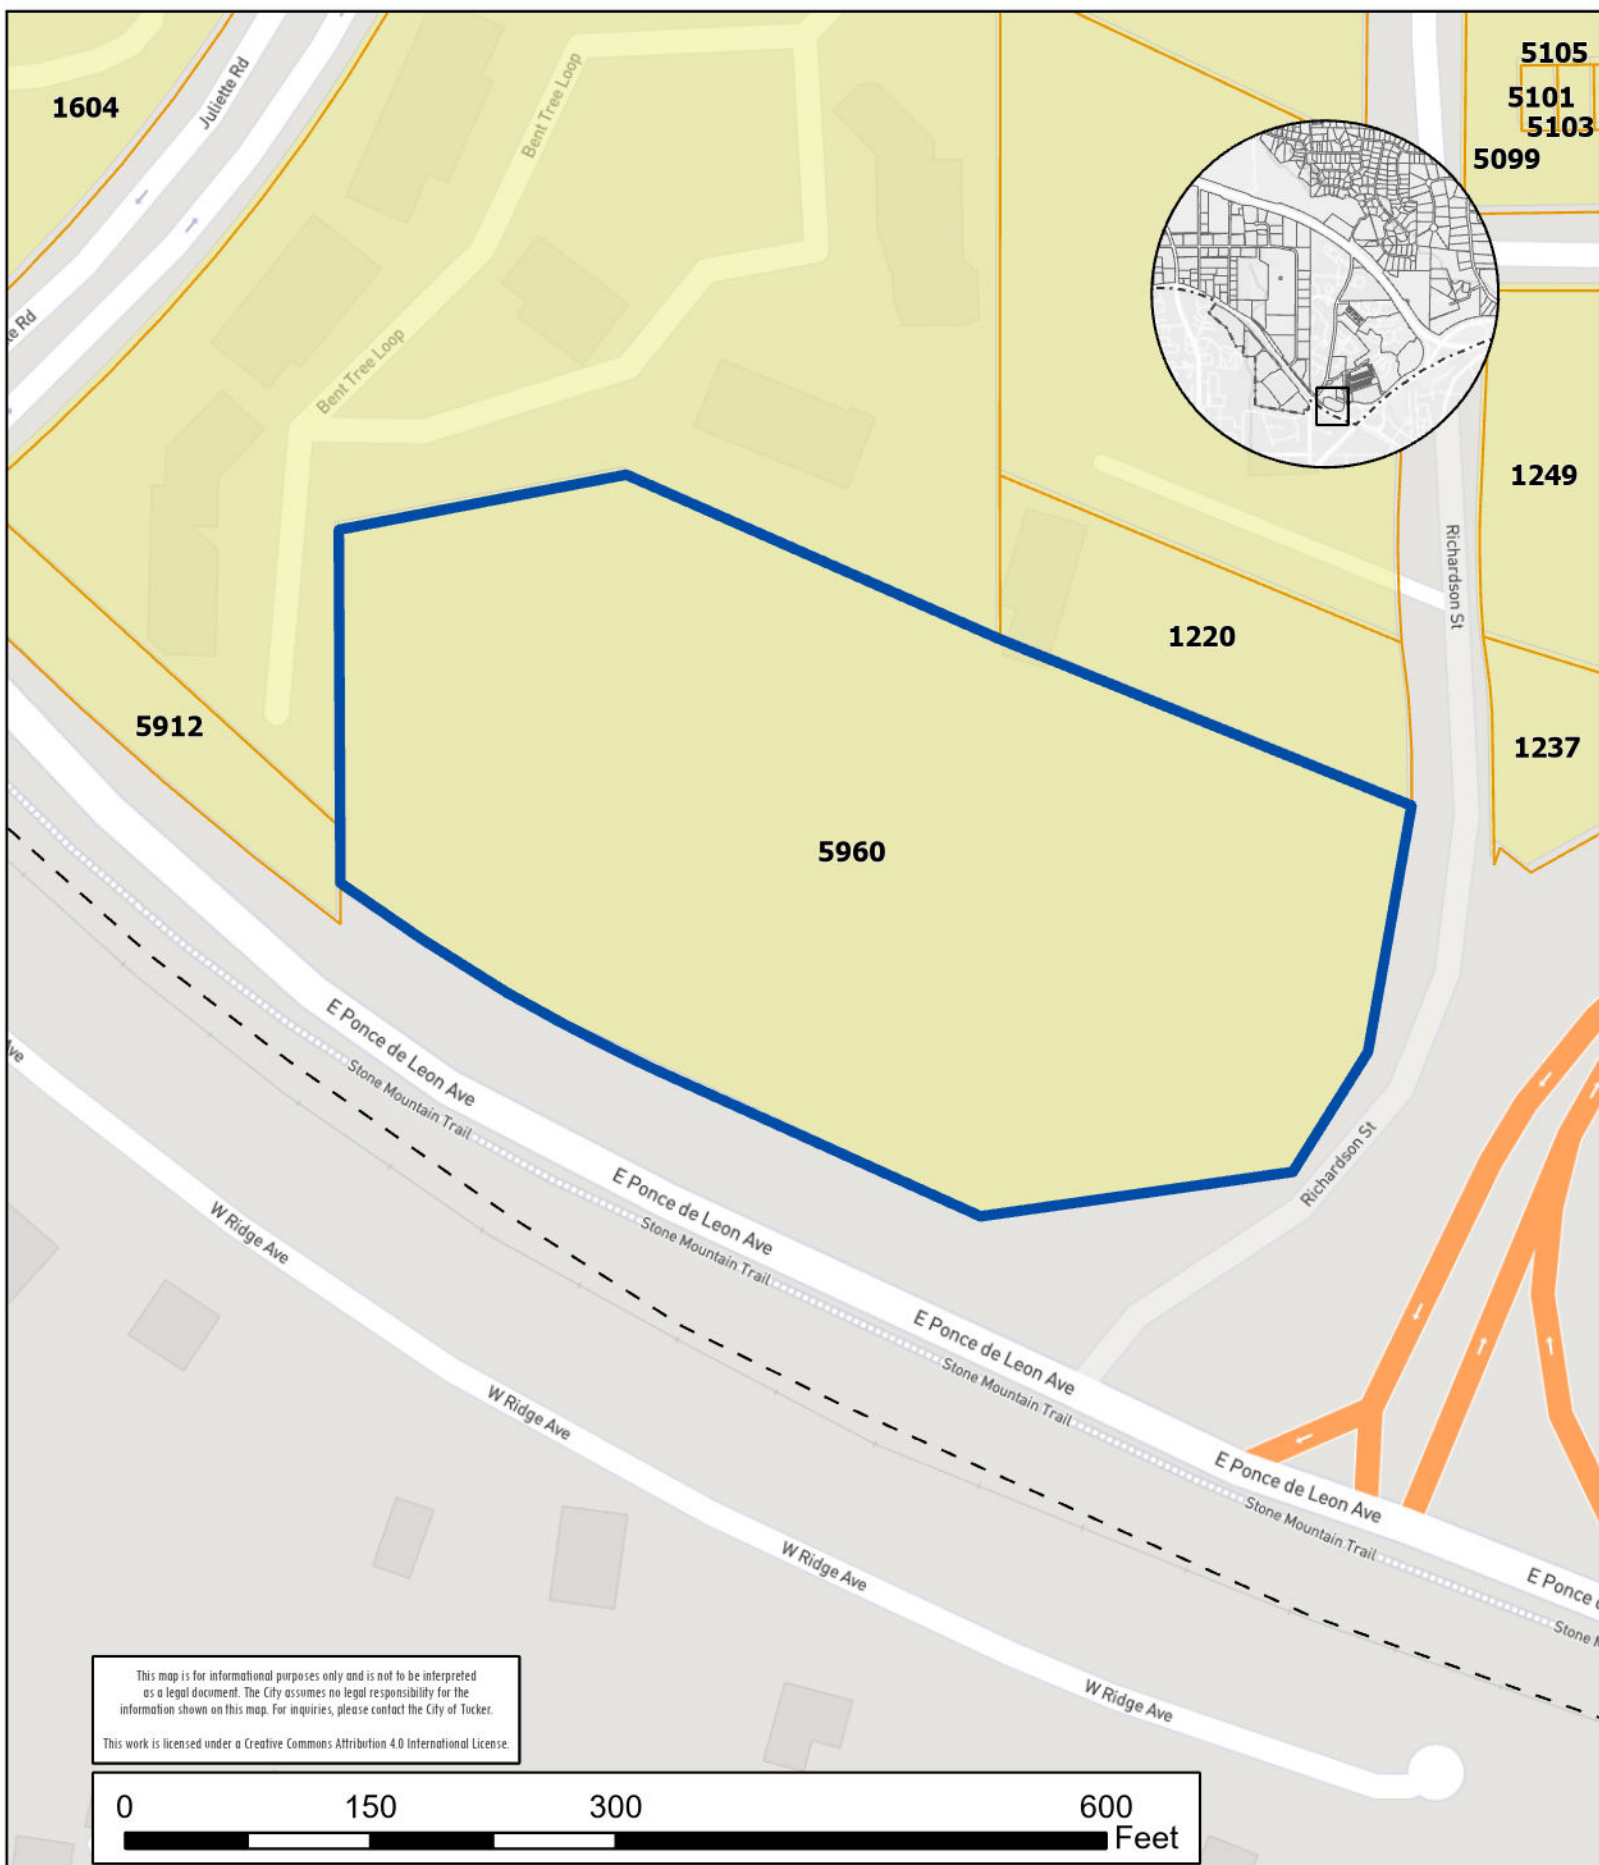 5105
1604
Juliette Rd
Bent Tree Loop
5101
5103
5099
Bent Tree Loop
1249
Richardson St
1220
5912
1237
5960
E Ponce de Leon Ave
Stone Mountain Trail
Richardson St
E Ponce de Leon Ave
Stone Mountain Trail
W Ridge Ave
E Ponce de Leon Ave
Stone Mountain Trail
W Ridge Ave
E Ponce de Leon Ave
Stone Mountain Trail
W Ridge Ave
E Ponce
Stone
W Ridge Ave
This map is for informational purposes only and is not to be interpreted
as a legal document. The City assumes no legal responsibility for the
information shown on this map. For inquiries, please contact the City of Tucker.
This work is licensed under a Creative Commons Attribution 4.0 International License.
0 150 300 600
Feet